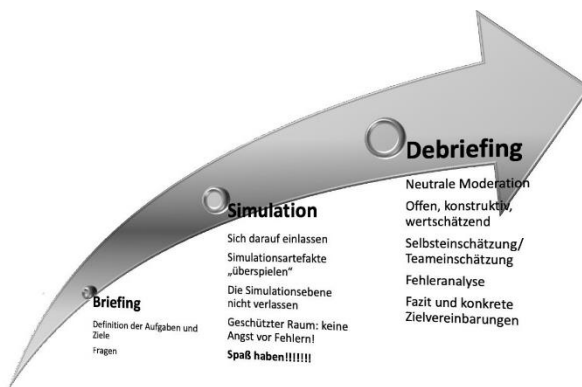 Briefing
Definition der Aufgaben und
Ziele
Fragen
Simulation
Sich darauf einlassen
Simulationsartefakte
„überspielen“
Die Simulationsebene
nicht verlassen
Geschützter Raum: keine
Angst vor Fehlern!
Spaß haben!!!!!!!
Debriefing
Neutrale Moderation
Offen, konstruktiv,
wertschätzend
Selbsteinschätzung/
Teameinschätzung
Fehleranalyse
Fazit und konkrete
Zielvereinbarungen